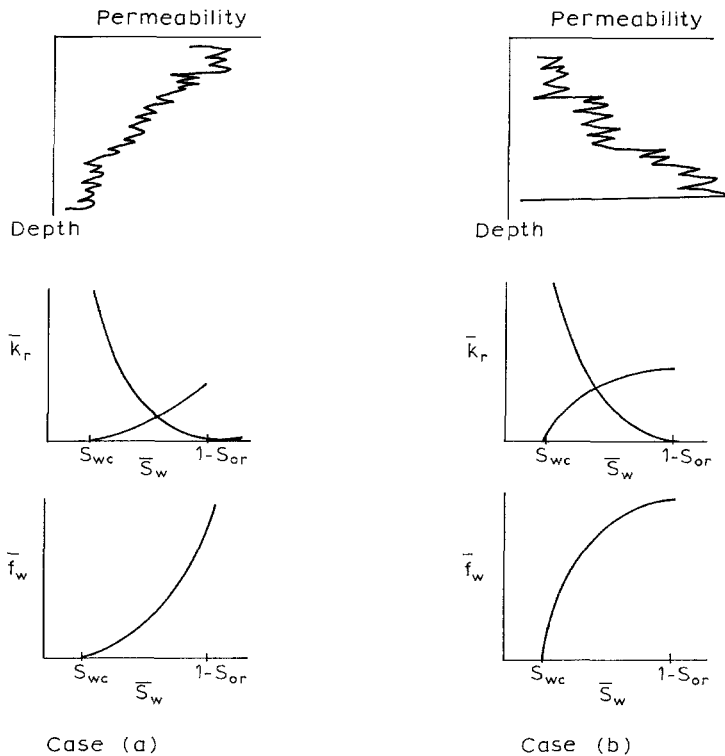 Permeability
Depth
k̄r
Swc
S̄w
1-Sor
f̄w
Swc
S̄w
1-Sor
Case (a)
Permeability
Depth
k̄r
Swc
S̄w
1-Sor
f̄w
Swc
S̄w
1-Sor
Case (b)